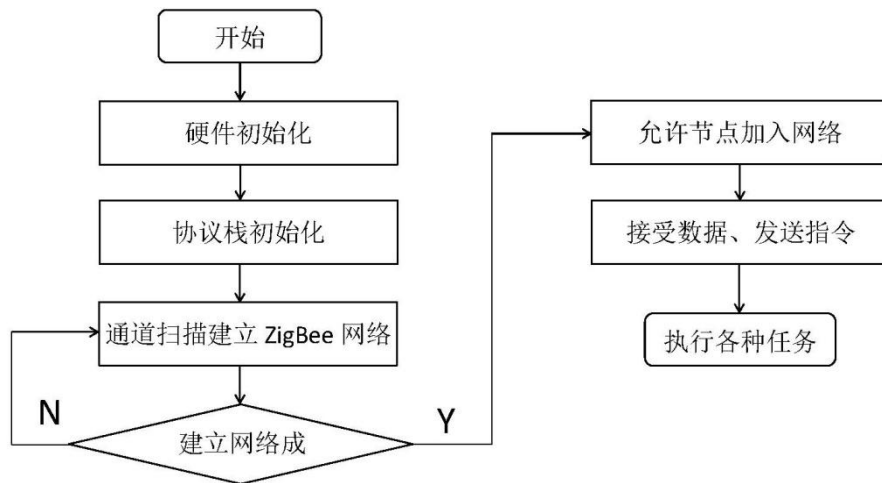 开始
硬件初始化
协议栈初始化
通道扫描建立 ZigBee 网络
N
建立网络成
Y
允许节点加入网络
接受数据、发送指令
执行各种任务